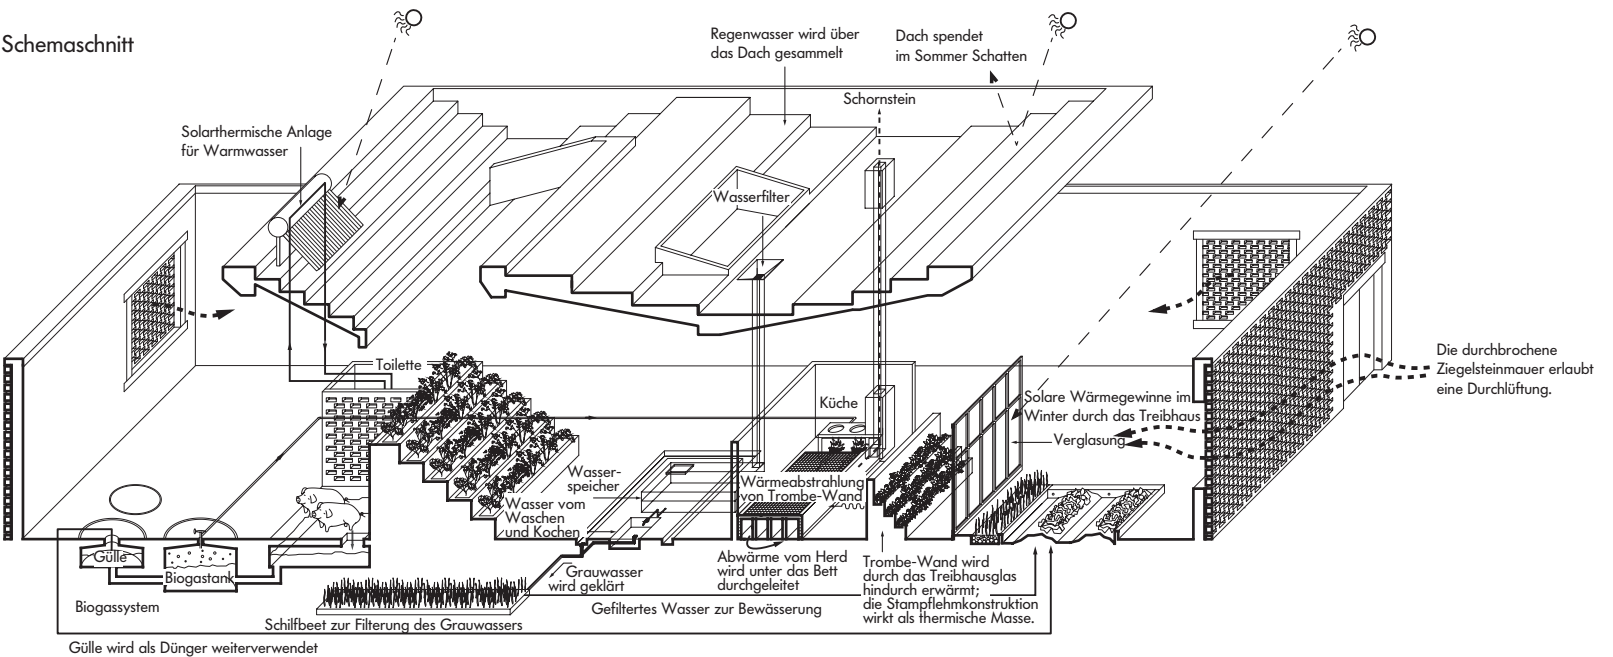 Schemaschnitt
Regenwasser wird über
das Dach gesammelt
Dach spendet
im Sommer Schatten
Schornstein
Solarthermische Anlage
für Warmwasser
Wasserfilter
Toilette
Küche
Die durchbrochene
Ziegelsteinmauer erlaubt
eine Durchlüftung.
Solare Wärmegewinne im
Winter durch das Treibhaus
Verglasung
Wasser-
speicher
Wärmeabstrahlung
von Trombe-Wand
Wasser vom
Waschen
und Kochen
Gülle
Biogastank
Biogassystem
Grauwasser
wird geklärt
Abwärme vom Herd
wird unter das Bett
durchgeleitet
Trombe-Wand wird
durch das Treibhausglas
hindurch erwärmt;
die Stampflehmkonstruktion
wirkt als thermische Masse.
Gefiltertes Wasser zur Bewässerung
Schilfbeet zur Filterung des Grauwassers
Gülle wird als Dünger weiterverwendet